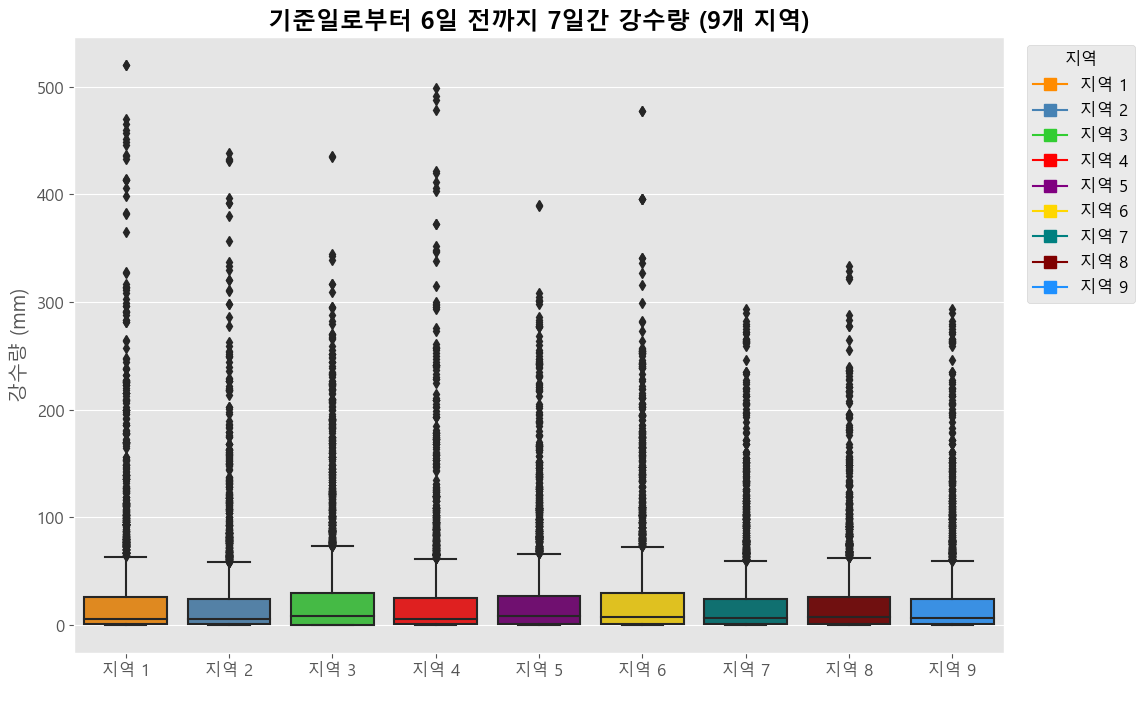 기준일로부터 6일 전까지 7일간 강수량 (9개 지역)
강수량 (mm)
500
400
300
200
100
0
지역 1
지역 2
지역 3
지역 4
지역 5
지역 6
지역 7
지역 8
지역 9
지역
지역 1
지역 2
지역 3
지역 4
지역 5
지역 6
지역 7
지역 8
지역 9